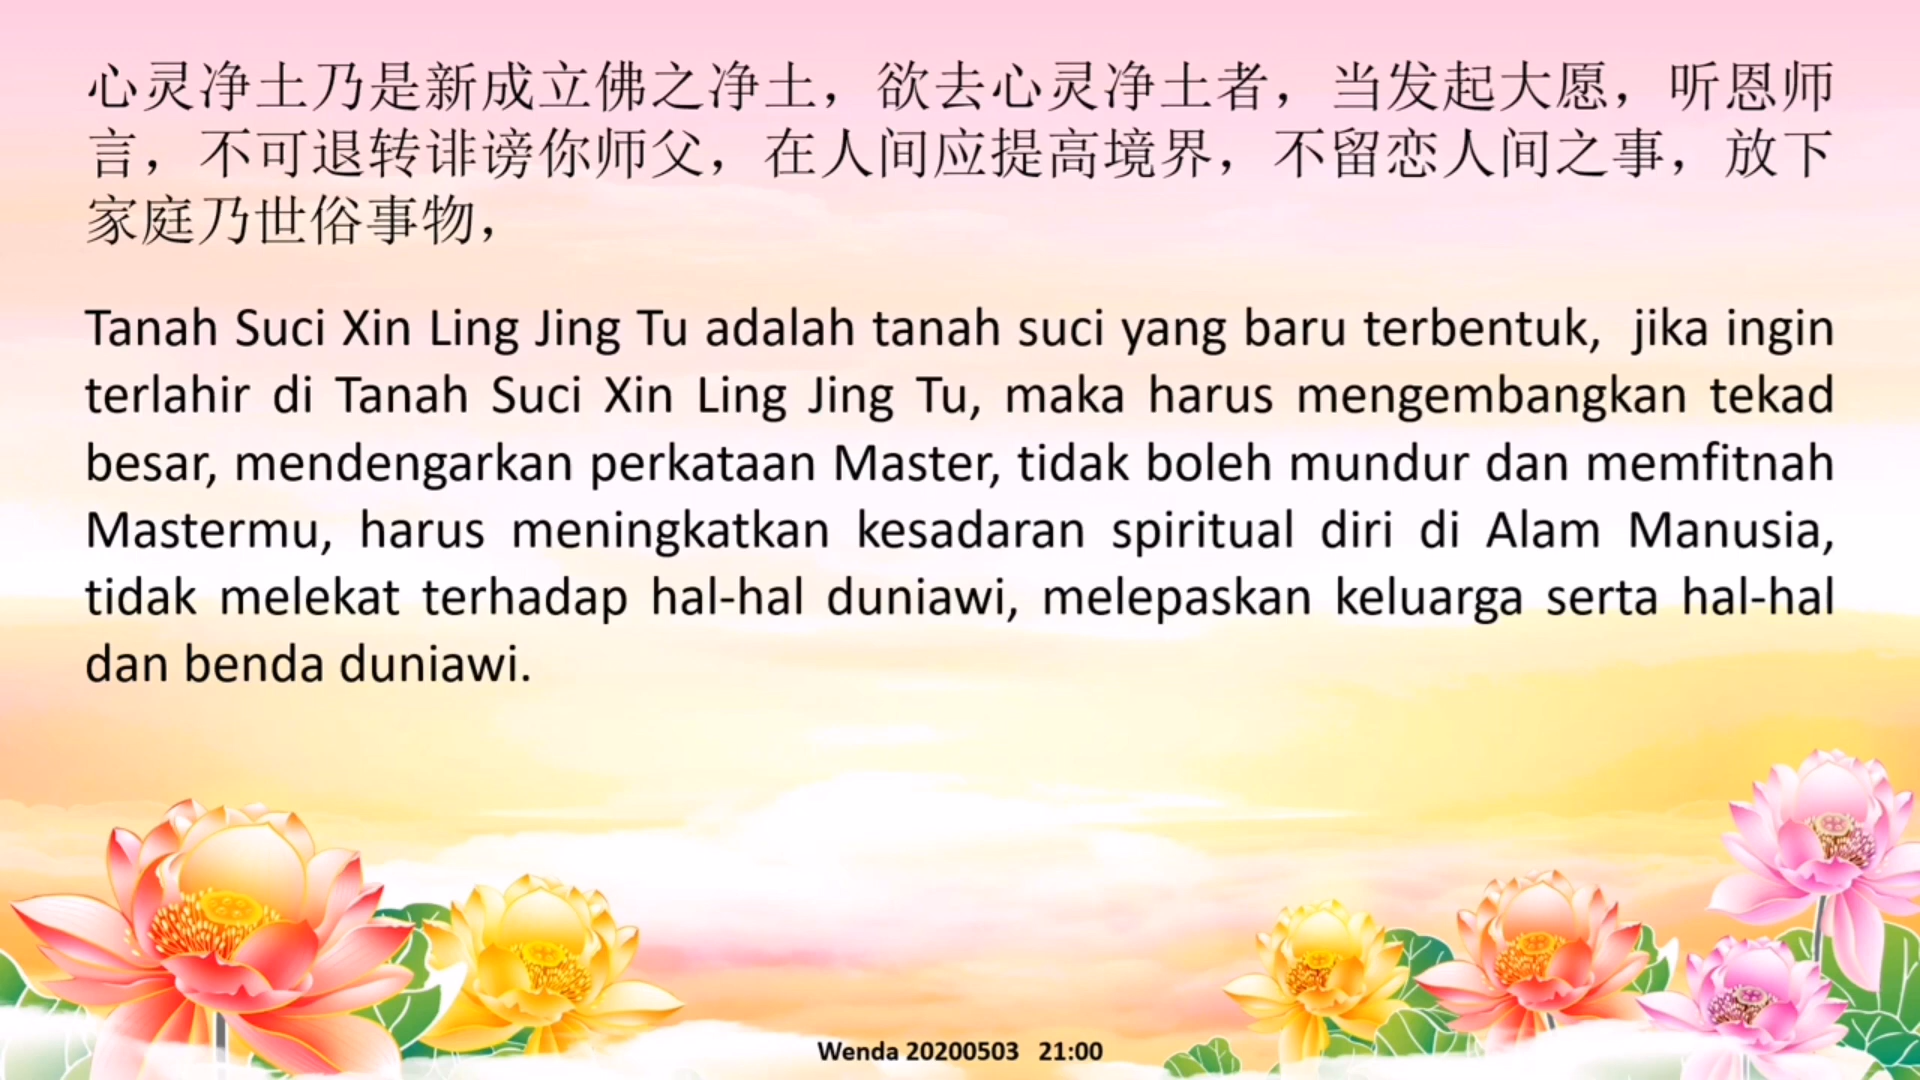 心灵净土乃是新成立佛之净土，欲去心灵净土者，当发起大愿，听恩师
言，不可退转诽谤你师父，在人间应提高境界，不留恋人间之事，放下
家庭乃世俗事物，
Tanah Suci Xin Ling Jing Tu adalah tanah suci yang baru terbentuk,  jika ingin
terlahir di Tanah Suci Xin Ling Jing Tu, maka harus mengembangkan tekad
besar, mendengarkan perkataan Master, tidak boleh mundur dan memfitnah
Mastermu, harus meningkatkan kesadaran spiritual diri di Alam Manusia,
tidak melekat terhadap hal-hal duniawi, melepaskan keluarga serta hal-hal
dan benda duniawi.
Wenda 20200503   21:00